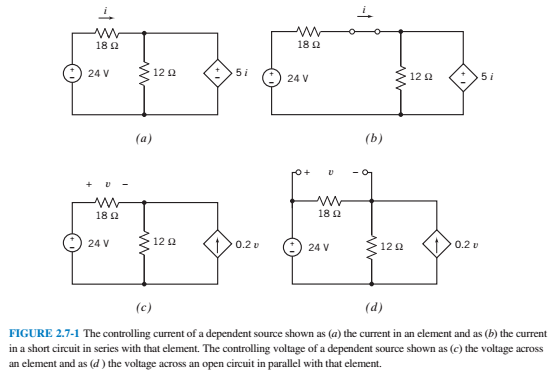 i
18 Ω
24 V
12 Ω
+
-
5 i
(a)
i
18 Ω
24 V
12 Ω
5 i
(b)
+ v –
18 Ω
24 V
12 Ω
0.2 v
(c)
+ v –
18 Ω
24 V
12 Ω
0.2 v
(d)
FIGURE 2.7-1 The controlling current of a dependent source shown as (a) the current in an element and as (b) the current
in a short circuit in series with that element. The controlling voltage of a dependent source shown as (c) the voltage across
an element and as (d ) the voltage across an open circuit in parallel with that element.